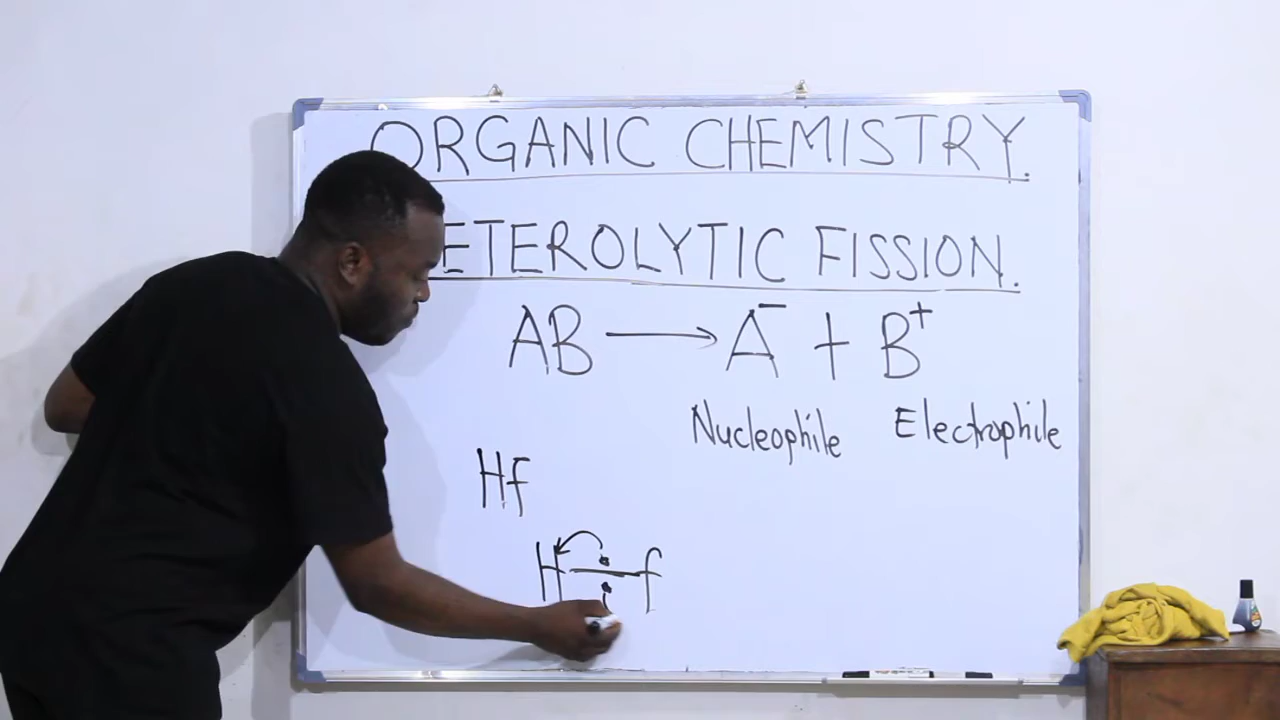 ORGANIC CHEMISTRY.
ETEROLYTIC FISSION.
AB ⟶ A⁻ + B⁺
Nucleophile Electrophile
Hf
H—f